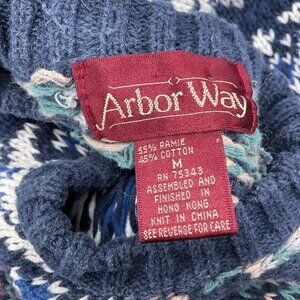 Arbor Way
55% RAMIE
45% COTTON
M
RN 75343
ASSEMBLED AND
FINISHED IN
HONG KONG
KNIT IN CHINA
SEE REVERSE FOR CARE